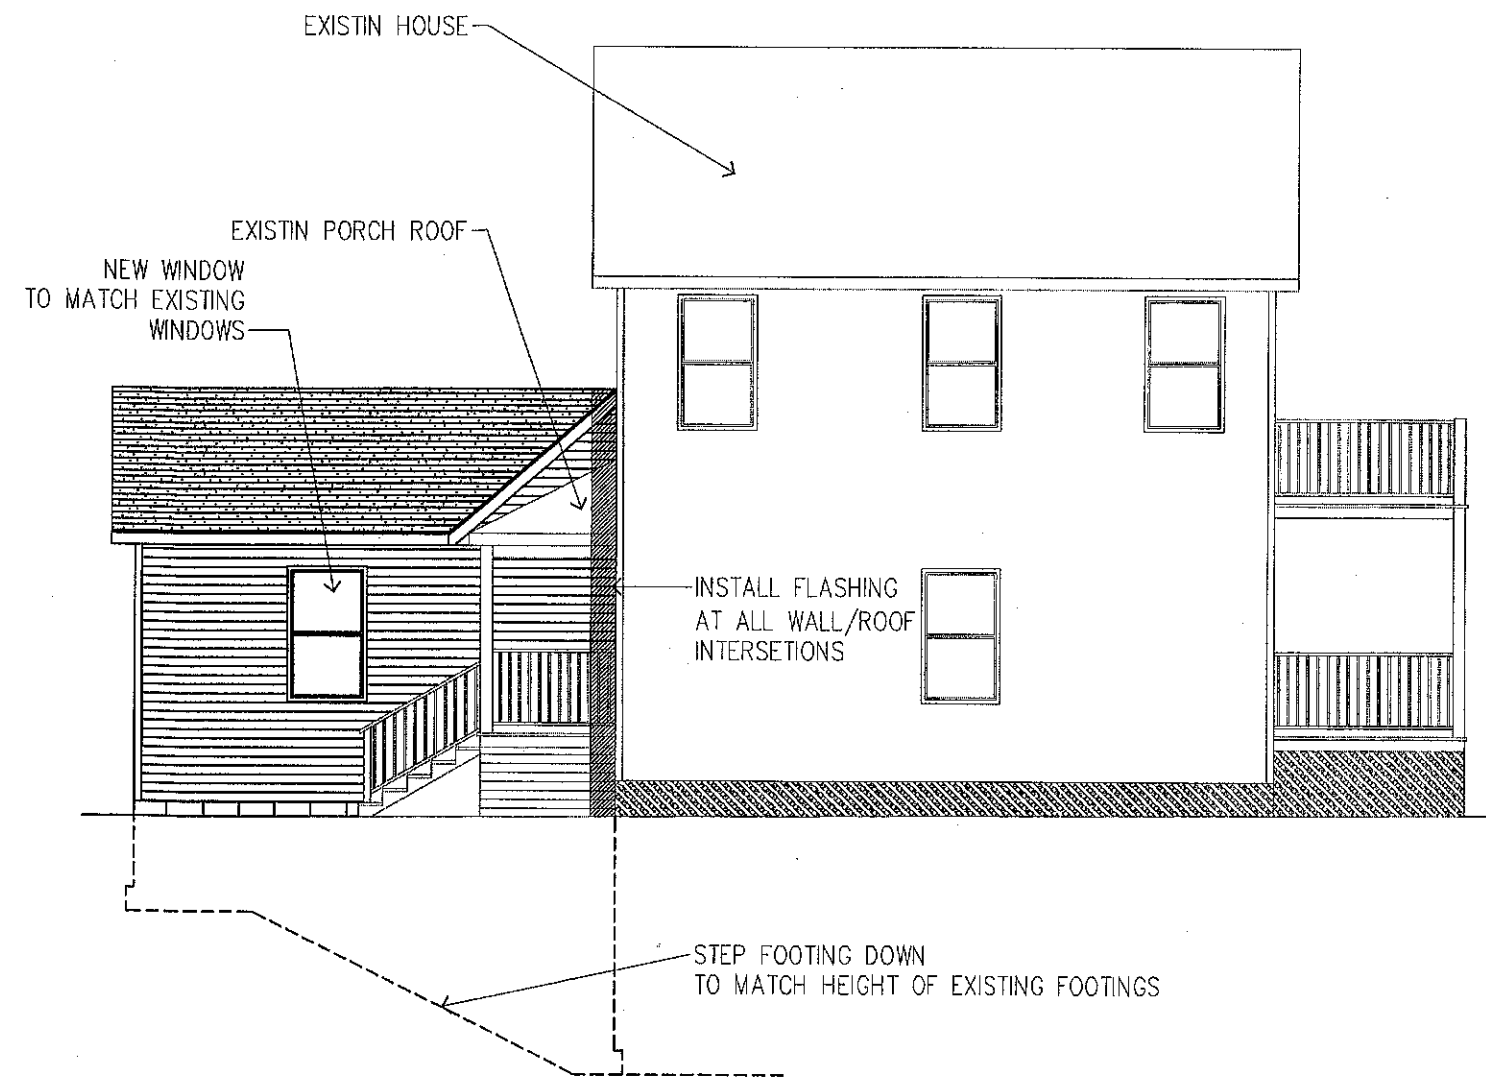 EXISTIN HOUSE
EXISTIN PORCH ROOF
NEW WINDOW
TO MATCH EXISTING
WINDOWS
INSTALL FLASHING
AT ALL WALL/ROOF
INTERSETIONS
STEP FOOTING DOWN
TO MATCH HEIGHT OF EXISTING FOOTINGS